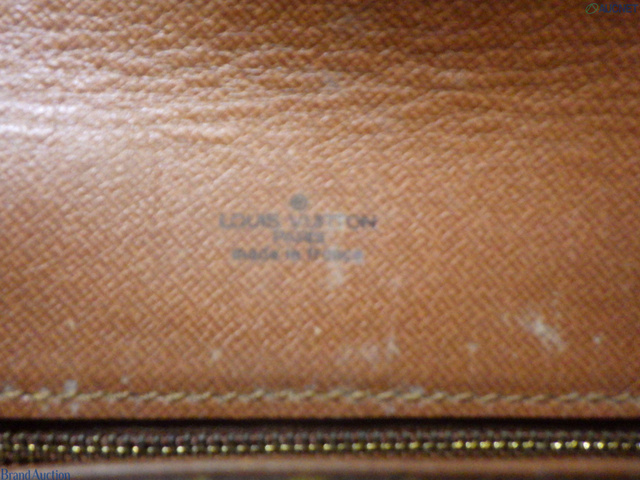 LOUIS VUITTON
PARIS
made in France
Brand Auction